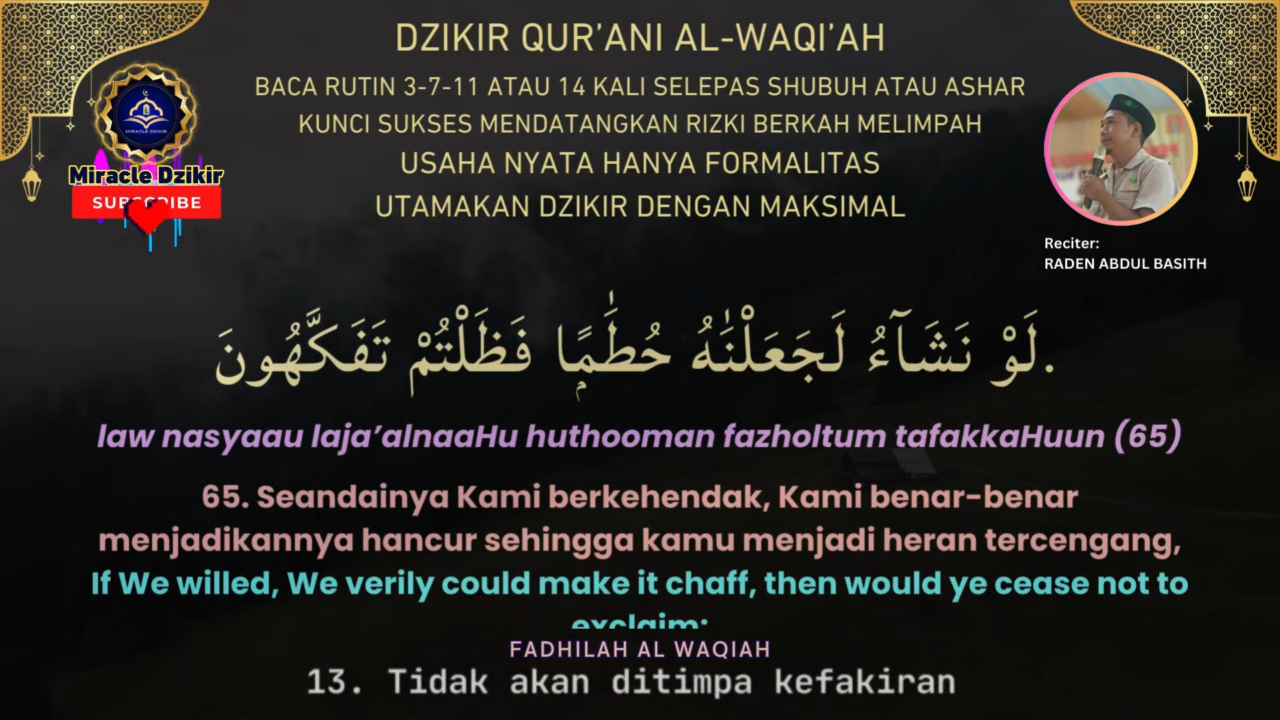 DZIKIR QUR'ANI AL-WAQI'AH
BACA RUTIN 3-7-11 ATAU 14 KALI SELEPAS SHUBUH ATAU ASHAR
KUNCI SUKSES MENDATANGKAN RIZKI BERKAH MELIMPAH
USAHA NYATA HANYA FORMALITAS
UTAMAKAN DZIKIR DENGAN MAKSIMAL
MIRACLE DZIKIR
Miracle Dzikir
SUBSCRIBE
Reciter:
RADEN ABDUL BASITH
لَوْ نَشَآءُ لَجَعَلْنَٰهُ حُطَٰمًۭا فَظَلْتُمْ تَفَكَّهُونَ.
law nasyaau laja'alnaaHu huthooman fazholtum tafakkaHuun (65)
65. Seandainya Kami berkehendak, Kami benar-benar
menjadikannya hancur sehingga kamu menjadi heran tercengang,
If We willed, We verily could make it chaff, then would ye cease not to
exclaim:
FADHILAH AL WAQIAH
13. Tidak akan ditimpa kefakiran